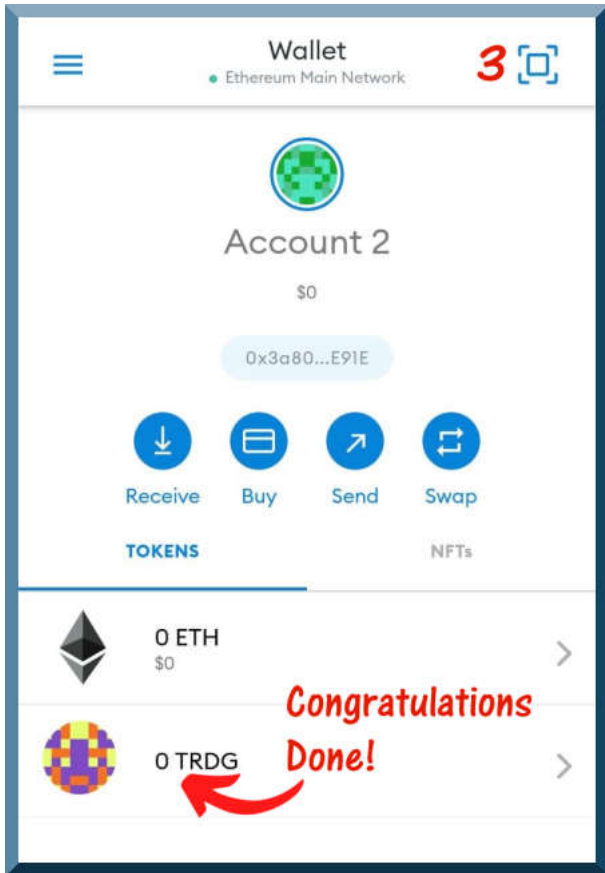 Wallet
3
Ethereum Main Network
Account 2
$0
0x3a80...E91E
Receive Buy Send Swap
TOKENS NFTs
0 ETH
$0
Congratulations
0 TRDG Done!